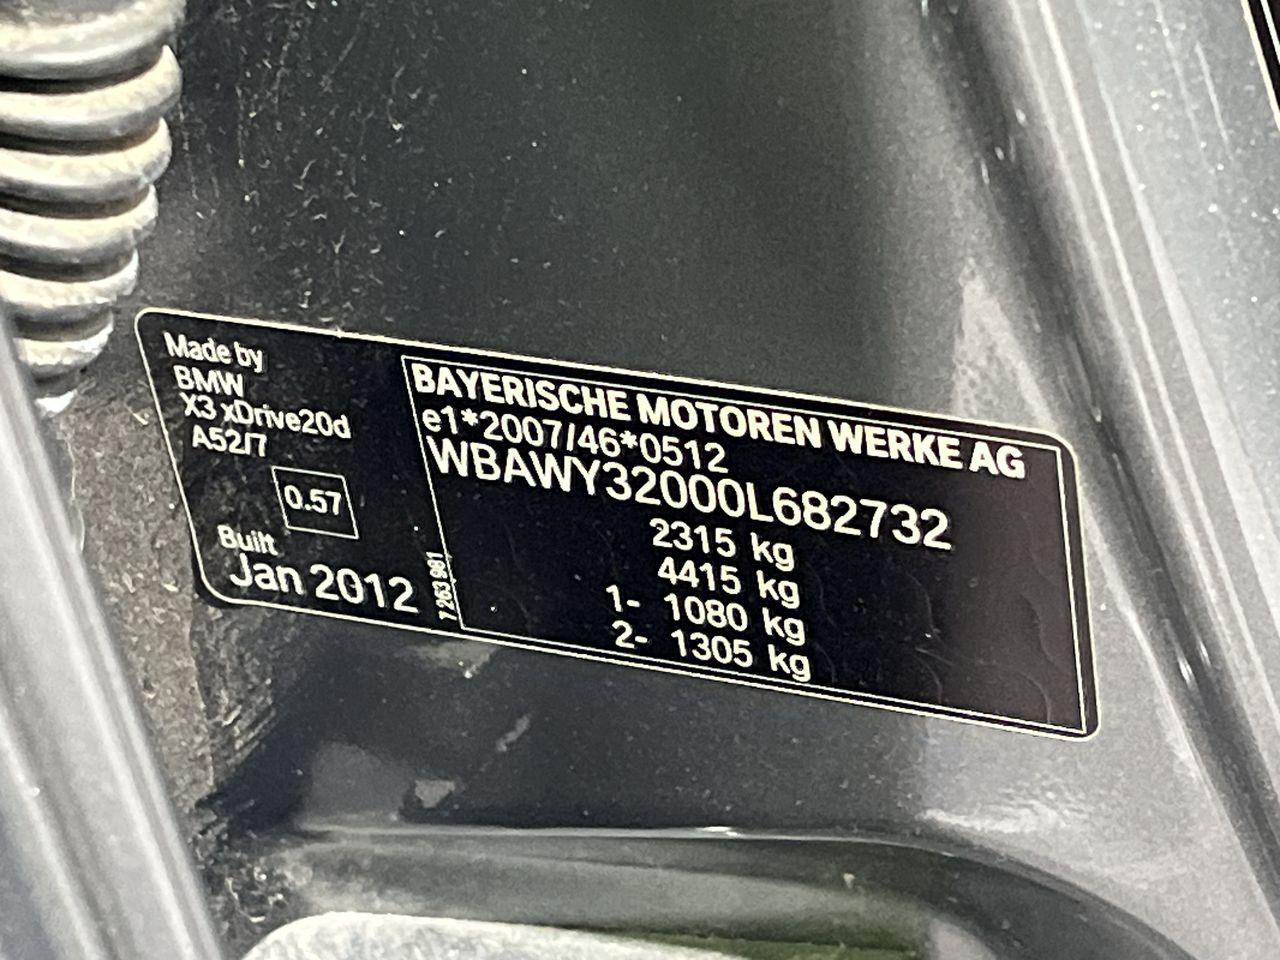 Made by
BMW
X3 xDrive20d
A52/7
0.57
Built
Jan 2012
7 263 981
BAYERISCHE MOTOREN WERKE AG
e1*2007/46*0512
WBAWY32000L682732
2315 kg
4415 kg
1- 1080 kg
2- 1305 kg